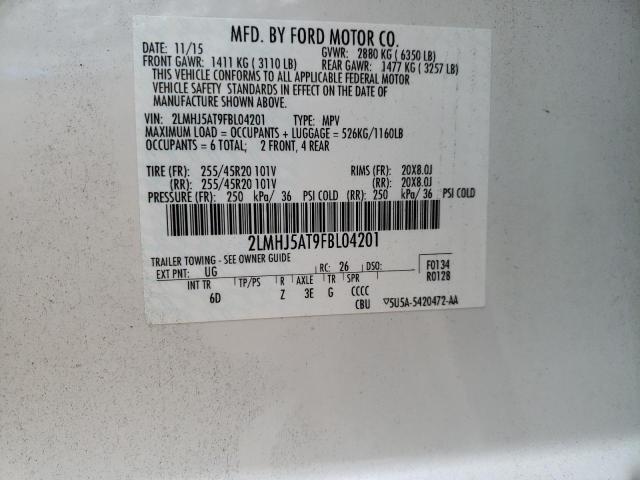 MFD. BY FORD MOTOR CO.
DATE: 11/15 GVWR: 2880 KG ( 6350 LB)
FRONT GAWR: 1411 KG ( 3110 LB) REAR GAWR: 1477 KG ( 3257 LB)
THIS VEHICLE CONFORMS TO ALL APPLICABLE FEDERAL MOTOR
VEHICLE SAFETY STANDARDS IN EFFECT ON THE DATE OF
MANUFACTURE SHOWN ABOVE.
VIN: 2LMHJ5AT9FBL04201 TYPE: MPV
MAXIMUM LOAD = OCCUPANTS + LUGGAGE = 526KG/1160LB
OCCUPANTS = 6 TOTAL; 2 FRONT, 4 REAR
TIRE (FR): 255/45R20 101V RIMS (FR): 20X8.0J
(RR): 255/45R20 101V (RR): 20X8.0J
PRESSURE (FR): 250 kPa/ 36 PSI COLD (RR): 250 kPa/ 36 PSI COLD
2LMHJ5AT9FBL04201
TRAILER TOWING - SEE OWNER GUIDE
EXT PNT: UG RC: 26 DSO: F0134
R0128
INT TR TP/PS R AXLE TR SPR
6D Z 3E G CCCC
CBU 5U5A-5420472-AA